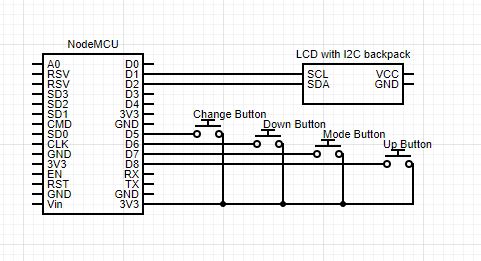 NodeMCU
LCD with I2C backpack
A0 D0
RSV D1 SCL VCC
RSV D2 SDA GND
SD3 D3
SD2 D4
SD1 3V3
CMD GND
SD0 D5
CLK D6
GND D7
3V3 D8
EN RX
RST TX
GND GND
Vin 3V3
Change Button
Down Button
Mode Button
Up Button